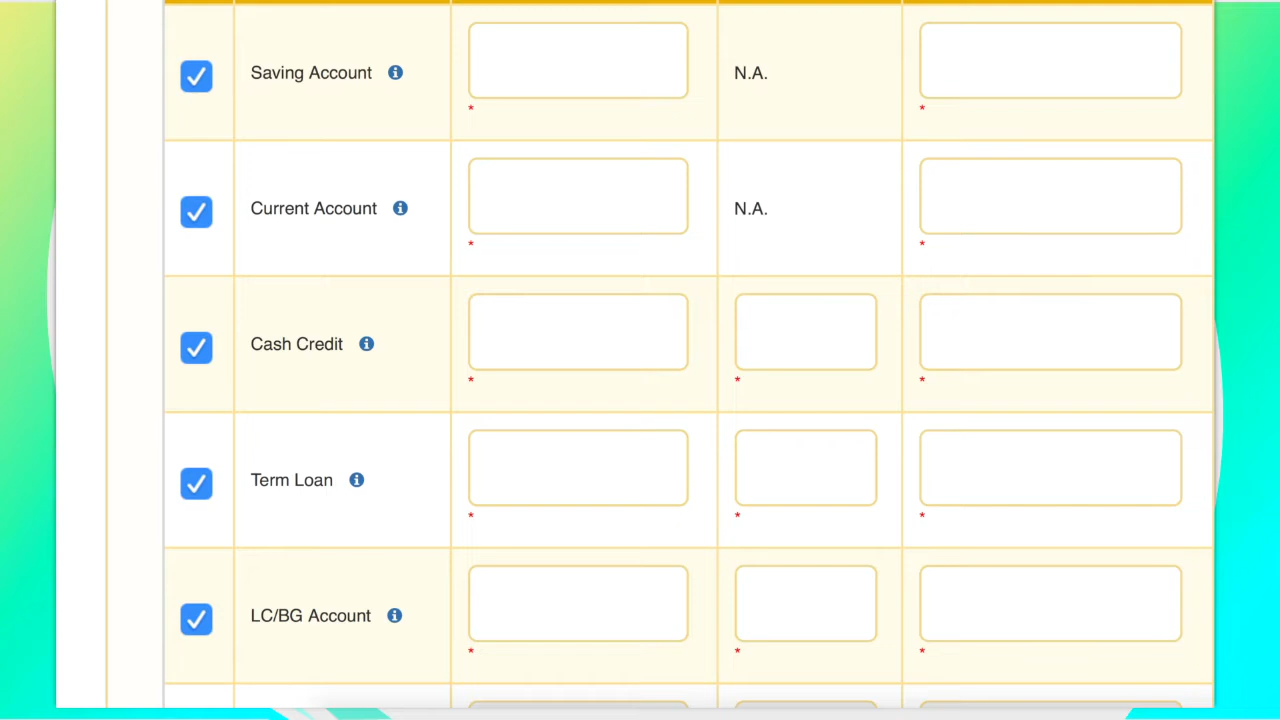 Saving Account N.A.
* *
Current Account N.A.
* *
Cash Credit
* * *
Term Loan
* * *
LC/BG Account
* * *